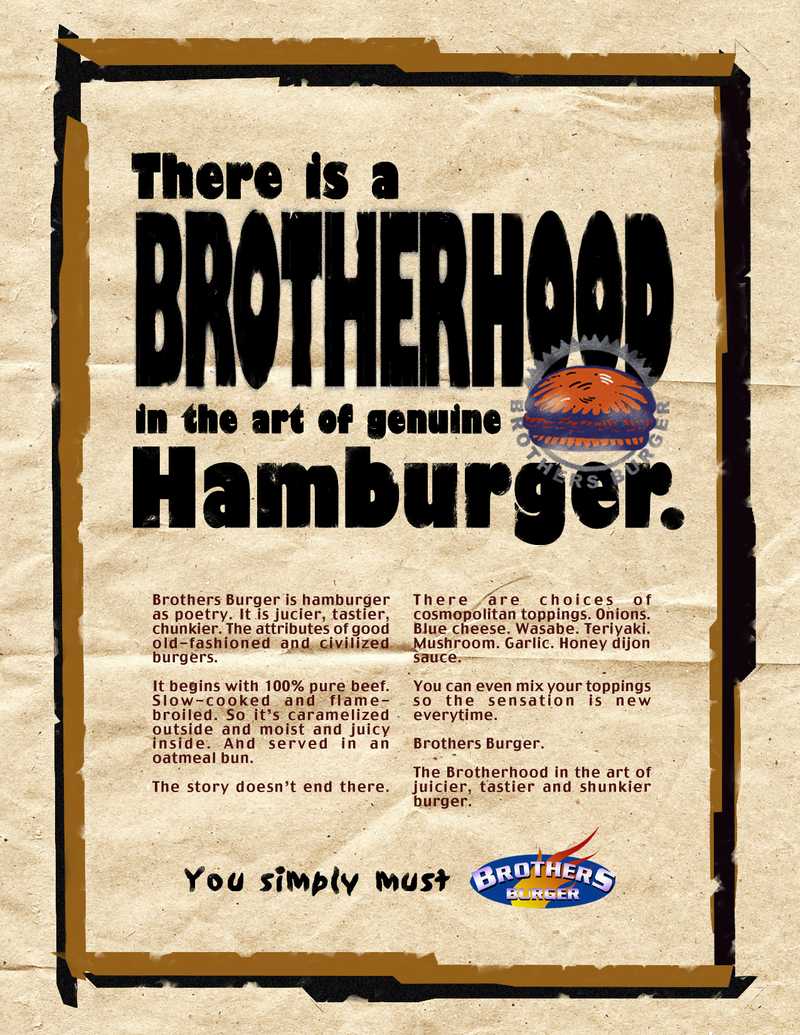 There is a
BROTHERHOOD
in the art of genuine
Hamburger.
BROTHERS BURGER
Brothers Burger is hamburger
as poetry. It is jucier, tastier,
chunkier. The attributes of good
old-fashioned and civilized
burgers.
It begins with 100% pure beef.
Slow-cooked and flame-
broiled. So it's caramelized
outside and moist and juicy
inside. And served in an
oatmeal bun.
The story doesn't end there.
There are choices of
cosmopolitan toppings. Onions.
Blue cheese. Wasabe. Teriyaki.
Mushroom. Garlic. Honey dijon
sauce.
You can even mix your toppings
so the sensation is new
everytime.
Brothers Burger.
The Brotherhood in the art of
juicier, tastier and shunkier
burger.
You simply must
BROTHERS
BURGER